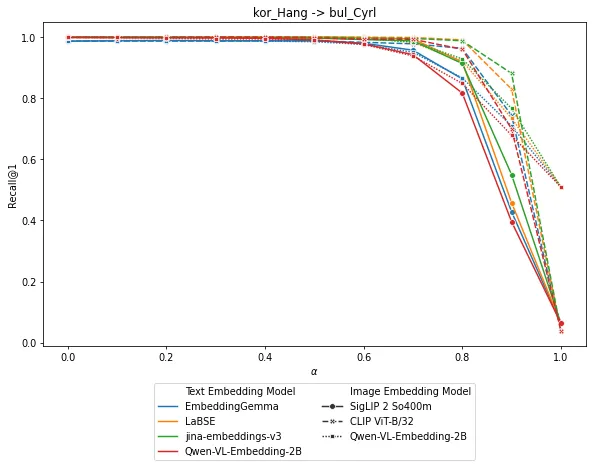 kor_Hang -> bul_Cyrl
Recall@1
1.0
0.8
0.6
0.4
0.2
0.0
0.0 0.2 0.4 0.6 0.8 1.0
α
Text Embedding Model
EmbeddingGemma
LaBSE
jina-embeddings-v3
Qwen-VL-Embedding-2B
Image Embedding Model
SigLIP 2 So400m
CLIP ViT-B/32
Qwen-VL-Embedding-2B